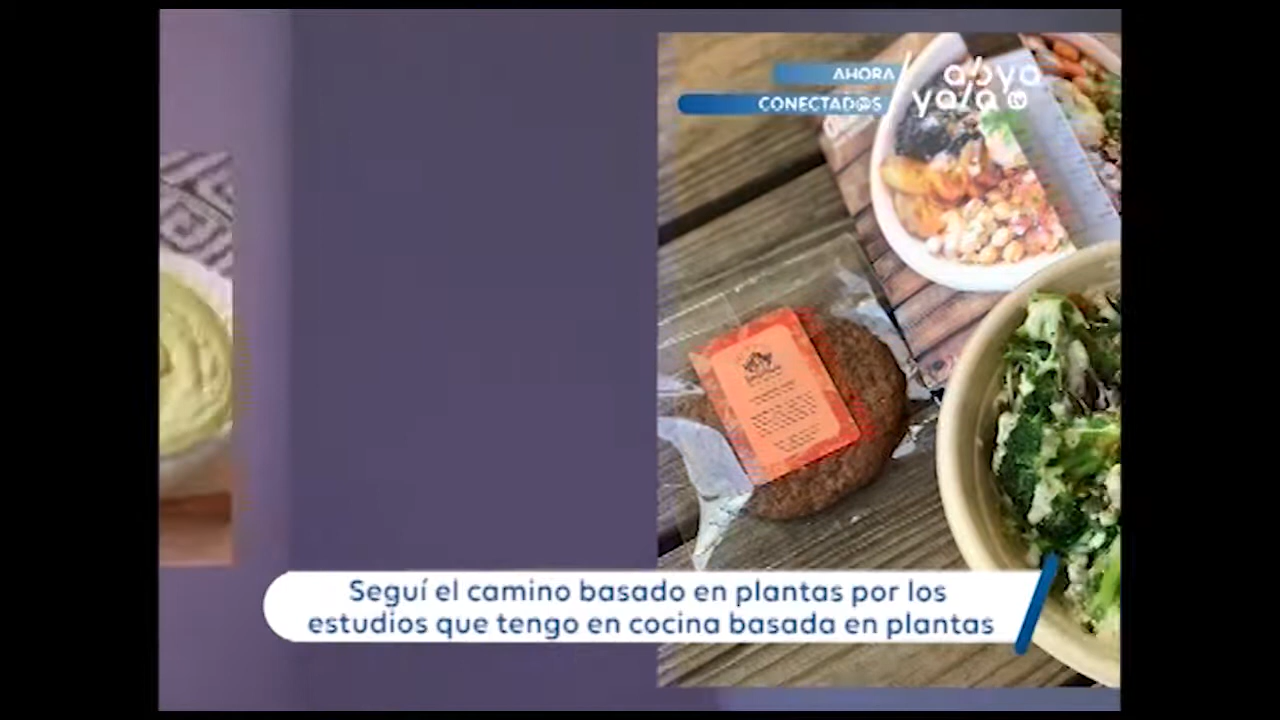 AHORA
CONECTAD@S
abya
yala tv
Seguí el camino basado en plantas por los
estudios que tengo en cocina basada en plantas